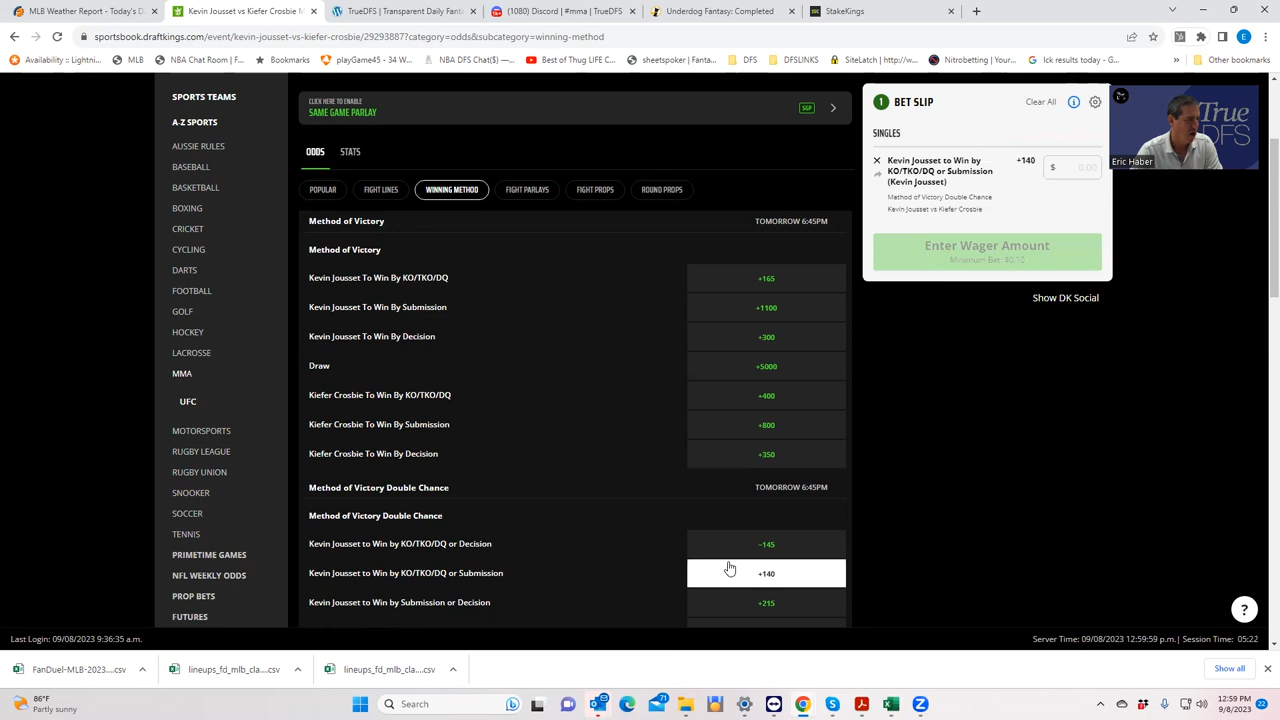 MLB Weather Report - Today's D
Kevin Jousset vs Kiefer Crosbie M
TrueDFS | Transparent Daily Fanta
(1080) Discord | #mma | TrueDFS
Underdog Fantasy: Completed
StakeKings
sportsbook.draftkings.com/event/kevin-jousset-vs-kiefer-crosbie/29293887?category=odds&subcategory=winning-method
Availability :: Lightnin...
MLB
NBA Chat Room | F...
Bookmarks
playGame45 - 34 W...
NBA DFS Chat($) —...
Best of Thug LIFE C...
sheetspoker | Fanta...
DFS
DFSLINKS
SiteLatch | http://w...
Nitrobetting | Your...
Ick results today - G...
»
Other bookmarks
SPORTS TEAMS
A-Z SPORTS
AUSSIE RULES
BASEBALL
BASKETBALL
BOXING
CRICKET
CYCLING
DARTS
FOOTBALL
GOLF
HOCKEY
LACROSSE
MMA
UFC
MOTORSPORTS
RUGBY LEAGUE
RUGBY UNION
SNOOKER
SOCCER
TENNIS
PRIMETIME GAMES
NFL WEEKLY ODDS
PROP BETS
FUTURES
CLICK HERE TO ENABLE
SAME GAME PARLAY
SGP
ODDS STATS
POPULAR FIGHT LINES WINNING METHOD FIGHT PARLAYS FIGHT PROPS ROUND PROPS
Method of Victory TOMORROW 6:45PM
Method of Victory
Kevin Jousset To Win By KO/TKO/DQ +165
Kevin Jousset To Win By Submission +1100
Kevin Jousset To Win By Decision +300
Draw +5000
Kiefer Crosbie To Win By KO/TKO/DQ +400
Kiefer Crosbie To Win By Submission +800
Kiefer Crosbie To Win By Decision +350
Method of Victory Double Chance TOMORROW 6:45PM
Method of Victory Double Chance
Kevin Jousset to Win by KO/TKO/DQ or Decision −145
Kevin Jousset to Win by KO/TKO/DQ or Submission +140
Kevin Jousset to Win by Submission or Decision +215
1 BET SLIP Clear All
SINGLES
Kevin Jousset to Win by +140 $ 0.00
KO/TKO/DQ or Submission
(Kevin Jousset)
Method of Victory Double Chance
Kevin Jousset vs Kiefer Crosbie
Enter Wager Amount
Minimum Bet: $0.10
Show DK Social
True
DFS
Eric Haber
?
Last Login: 09/08/2023 9:36:35 a.m.
Server Time: 09/08/2023 12:59:59 p.m.| Session Time: 05:22
FanDuel-MLB-2023....csv
lineups_fd_mlb_cla....csv
lineups_fd_mlb_cla....csv
Show all
86°F
Partly sunny
Search
71
12:59 PM
9/8/2023
22